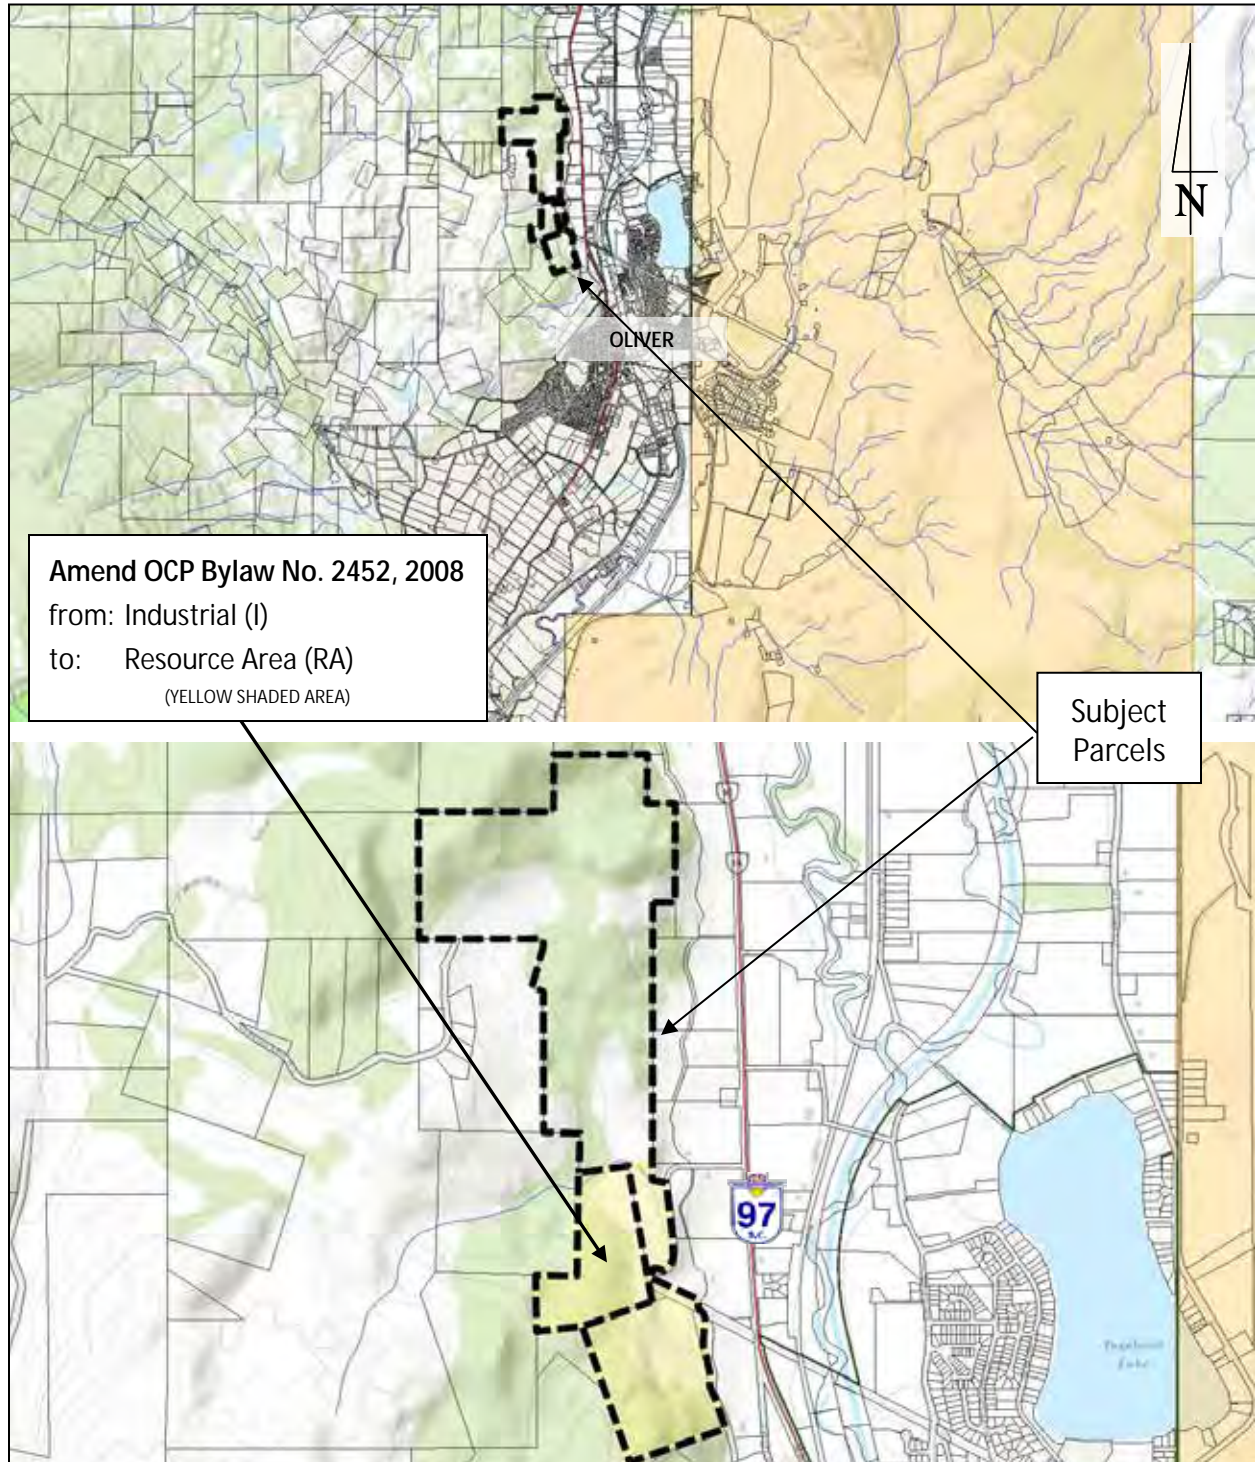 N
OLIVER
Amend OCP Bylaw No. 2452, 2008
from: Industrial (I)
to: Resource Area (RA)
(YELLOW SHADED AREA)
Subject
Parcels
97
B.C.
Lake